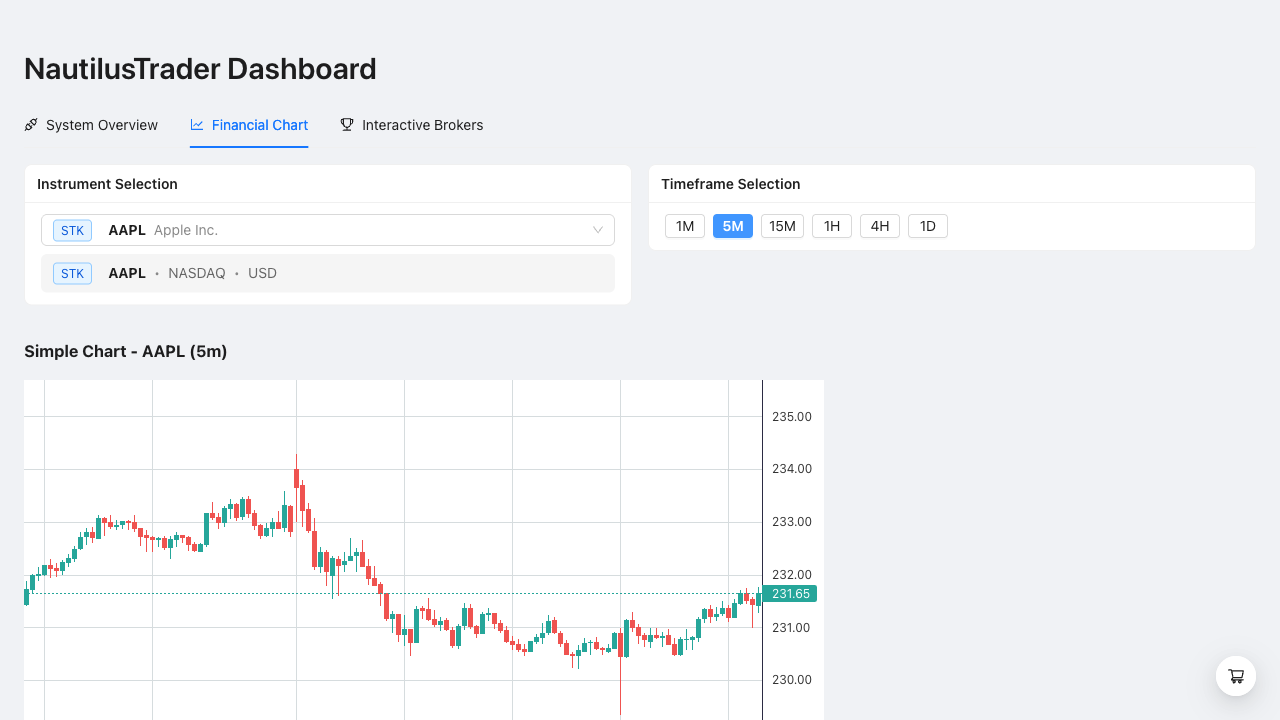 NautilusTrader Dashboard
System Overview Financial Chart Interactive Brokers
Instrument Selection
STK AAPL Apple Inc.
STK AAPL • NASDAQ • USD
Timeframe Selection
1M 5M 15M 1H 4H 1D
Simple Chart - AAPL (5m)
235.00
234.00
233.00
232.00
231.65
231.00
230.00